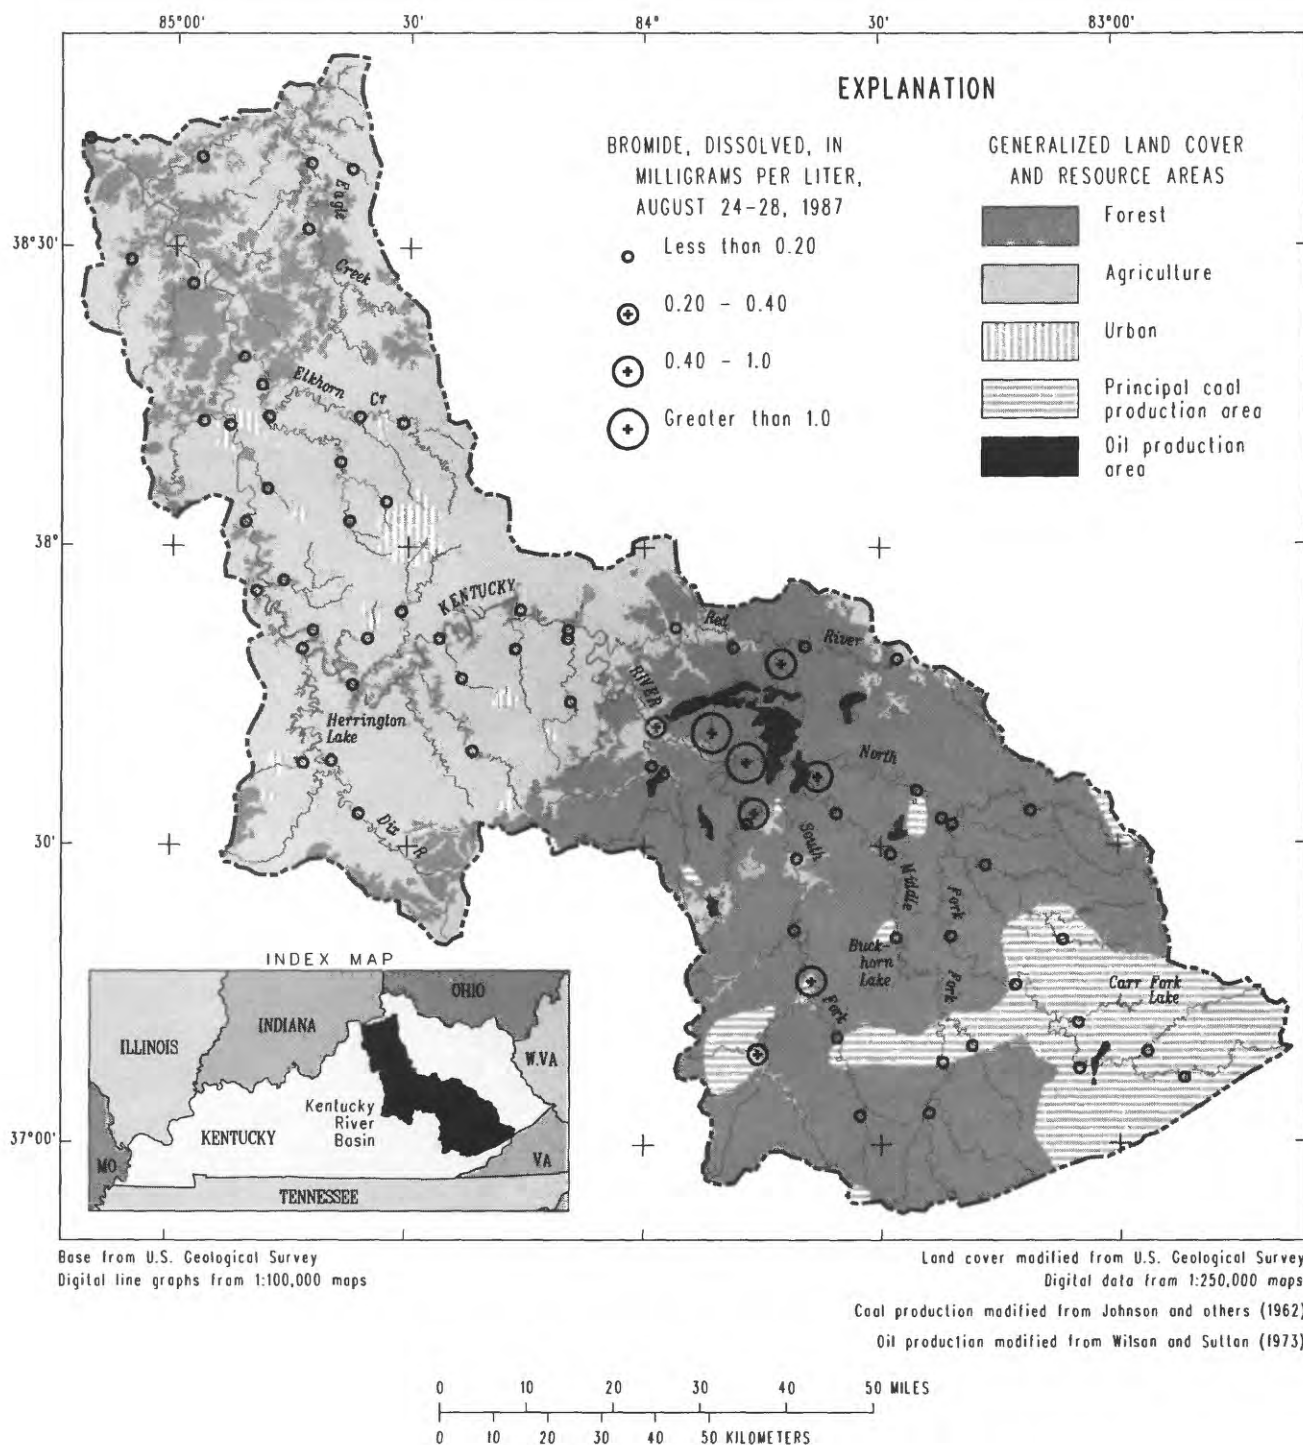 85°00' 30' 84° 30' 83°00'
EXPLANATION
BROMIDE, DISSOLVED, IN
MILLIGRAMS PER LITER,
AUGUST 24-28, 1987
Less than 0.20
0.20 - 0.40
0.40 - 1.0
Greater than 1.0
GENERALIZED LAND COVER
AND RESOURCE AREAS
Forest
Agriculture
Urban
Principal coal
production area
Oil production
area
38°30'
38°
30'
37°00'
Eagle
Creek
Elkhorn
Cr
KENTUCKY
RIVER
Red
River
Herrington
Lake
Dix
R
North
Fork
South
Fork
Middle
Fork
Buck-
horn
Lake
Carr Fork
Lake
INDEX MAP
OHIO
INDIANA
ILLINOIS
W.VA
Kentucky
River
Basin
KENTUCKY
MO
VA
TENNESSEE
Base from U.S. Geological Survey
Digital line graphs from 1:100,000 maps
Land cover modified from U.S. Geological Survey
Digital data from 1:250,000 maps
Coal production modified from Johnson and others (1962)
Oil production modified from Wilson and Sutton (1973)
0 10 20 30 40 50 MILES
0 10 20 30 40 50 KILOMETERS